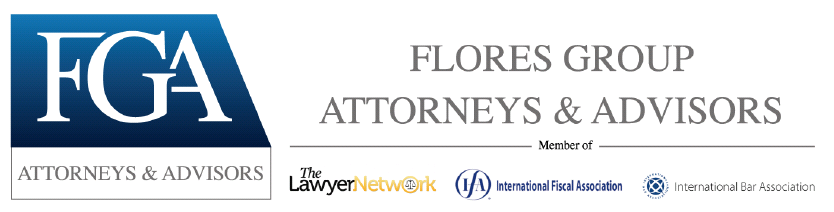 FGA
ATTORNEYS & ADVISORS
FLORES GROUP
ATTORNEYS & ADVISORS
Member of
The
LawyerNetwork
IFA International Fiscal Association
International Bar Association